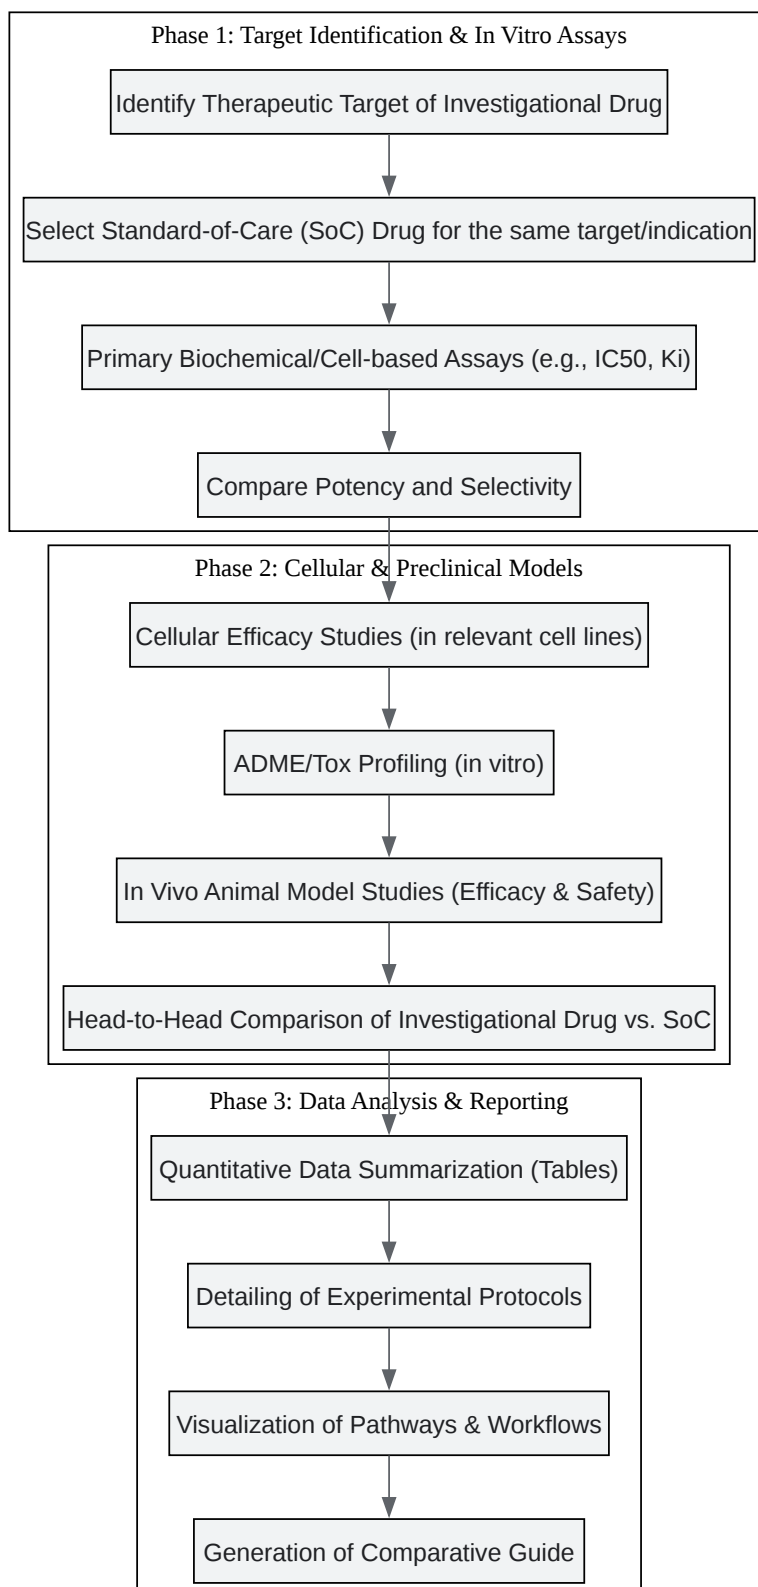 Phase 1: Target Identification & In Vitro Assays
Identify Therapeutic Target of Investigational Drug
Select Standard-of-Care (SoC) Drug for the same target/indication
Primary Biochemical/Cell-based Assays (e.g., IC50, Ki)
Compare Potency and Selectivity
Phase 2: Cellular & Preclinical Models
Cellular Efficacy Studies (in relevant cell lines)
ADME/Tox Profiling (in vitro)
In Vivo Animal Model Studies (Efficacy & Safety)
Head-to-Head Comparison of Investigational Drug vs. SoC
Phase 3: Data Analysis & Reporting
Quantitative Data Summarization (Tables)
Detailing of Experimental Protocols
Visualization of Pathways & Workflows
Generation of Comparative Guide